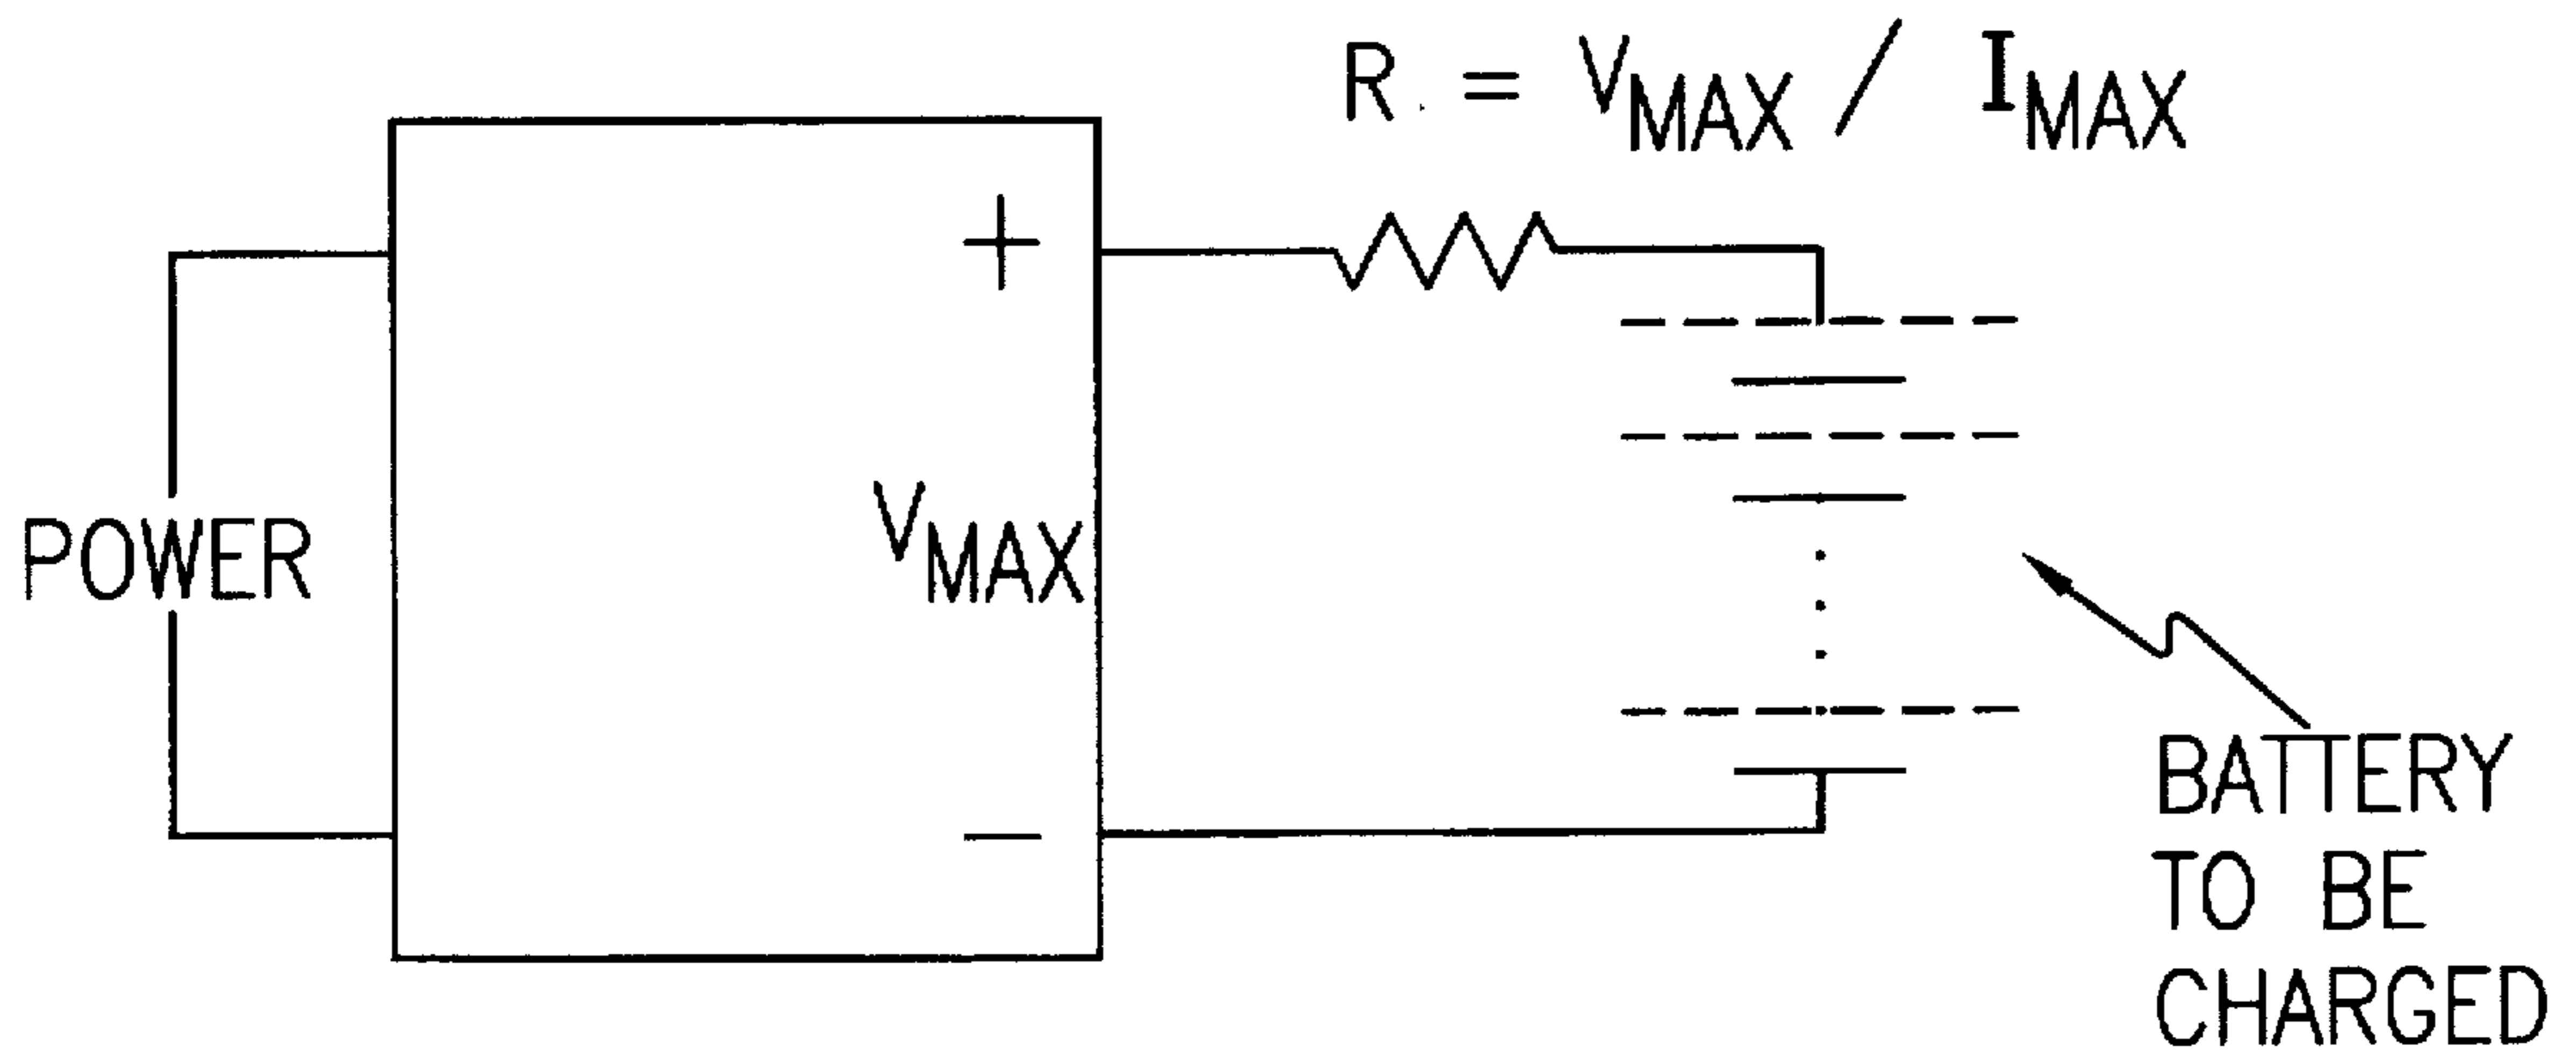 R = VMAX / IMAX
+
POWER
VMAX
−
BATTERY
TO BE
CHARGED